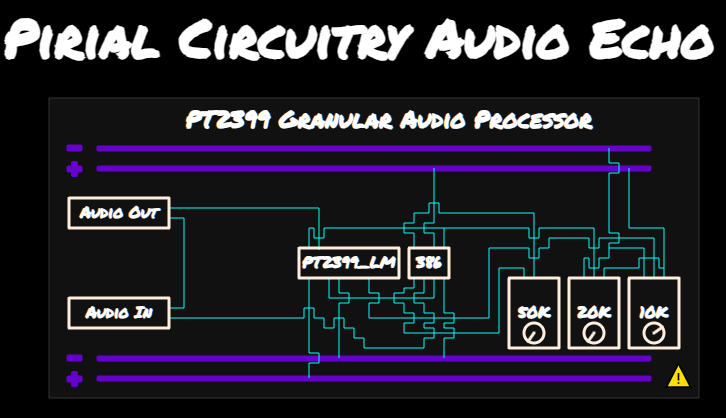 Pirial Circuitry Audio Echo
PT2399 Granular Audio Processor
Audio Out
PT2399_LM
386
Audio In
50K
20K
10K